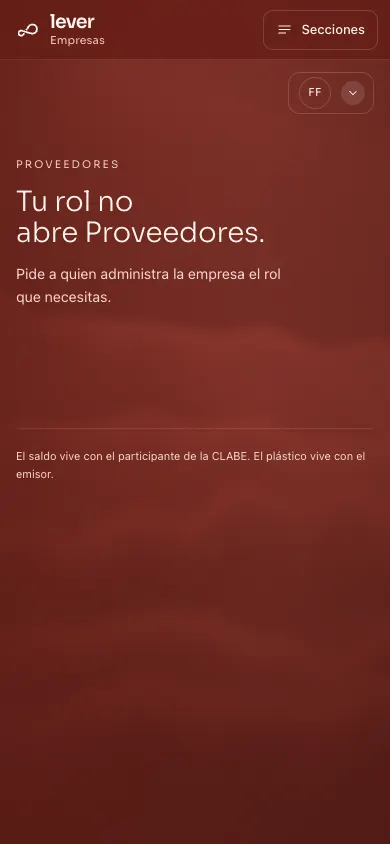 lever
Empresas
Secciones
FF
PROVEEDORES
Tu rol no
abre Proveedores.
Pide a quien administra la empresa el rol
que necesitas.
El saldo vive con el participante de la CLABE. El plástico vive con el
emisor.